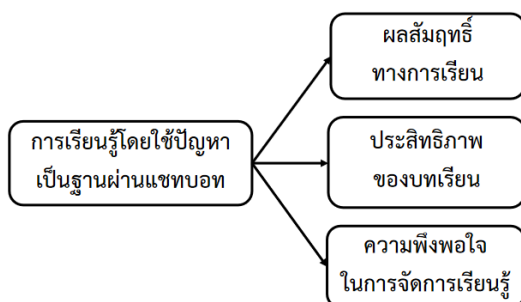 ผลสัมฤทธิ์
ทางการเรียน
การเรียนรู้โดยใช้ปัญหา
เป็นฐานผ่านแชทบอท
ประสิทธิภาพ
ของบทเรียน
ความพึงพอใจ
ในการจัดการเรียนรู้